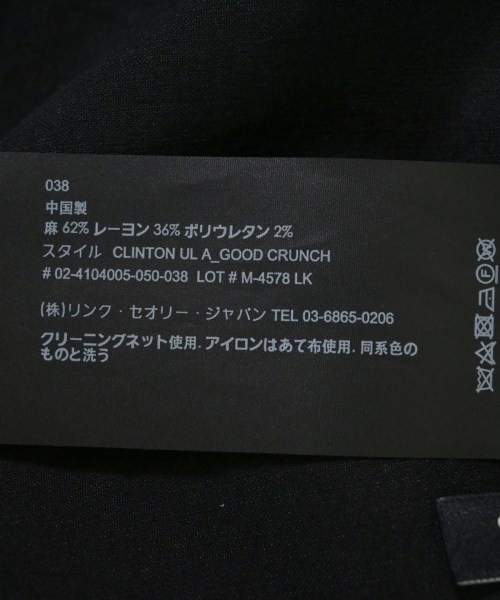 038
中国製
麻 62% レーヨン 36% ポリウレタン 2%
スタイル CLINTON UL A_GOOD CRUNCH
# 02-4104005-050-038 LOT # M-4578 LK
(株)リンク・セオリー・ジャパン TEL 03-6865-0206
クリーニングネット使用. アイロンはあて布使用. 同系色の
ものと洗う